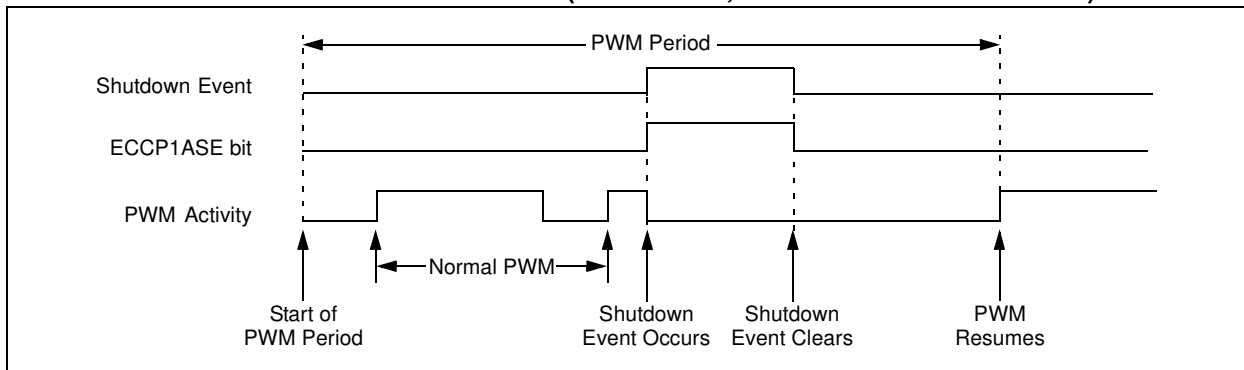 PWM Period
Shutdown Event
ECCP1ASE bit
PWM Activity
Normal PWM
Start of
PWM Period
Shutdown
Event Occurs
Shutdown
Event Clears
PWM
Resumes